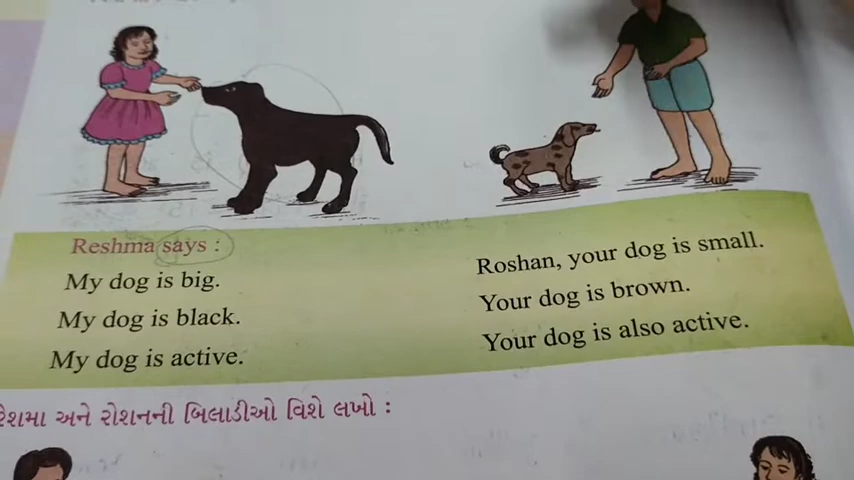 Reshma says :
My dog is big.
My dog is black.
My dog is active.
Roshan, your dog is small.
Your dog is brown.
Your dog is also active.
રેશમા અને રોશનની બિલાડીઓ વિશે લખો :